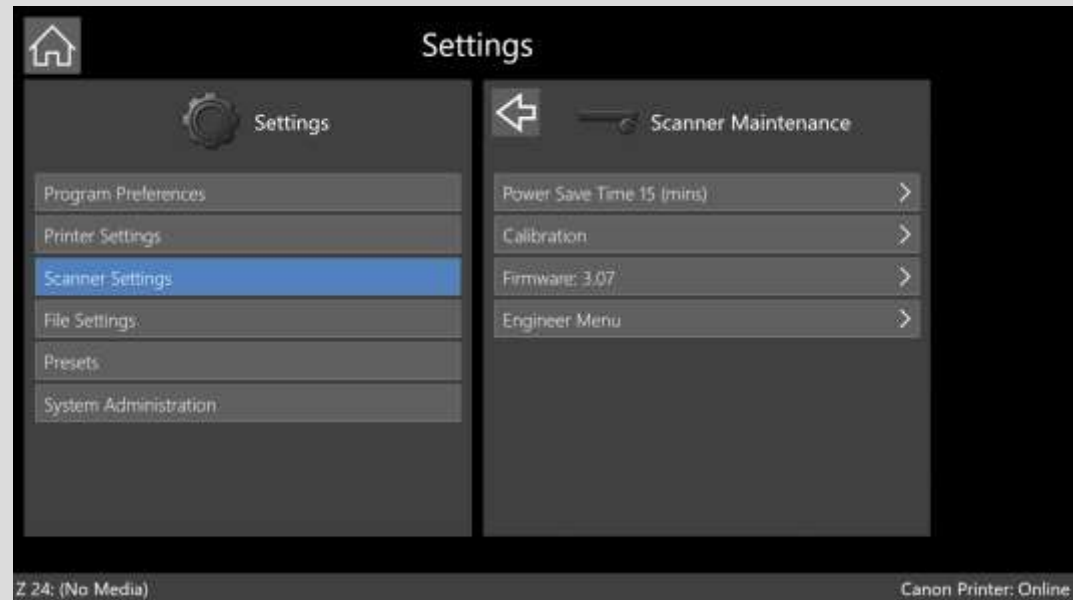 Settings
Settings
Program Preferences
Printer Settings
Scanner Settings
File Settings
Presets
System Administration
Scanner Maintenance
Power Save Time 15 (mins)
Calibration
Firmware: 3.07
Engineer Menu
Z 24: (No Media)
Canon Printer: Online